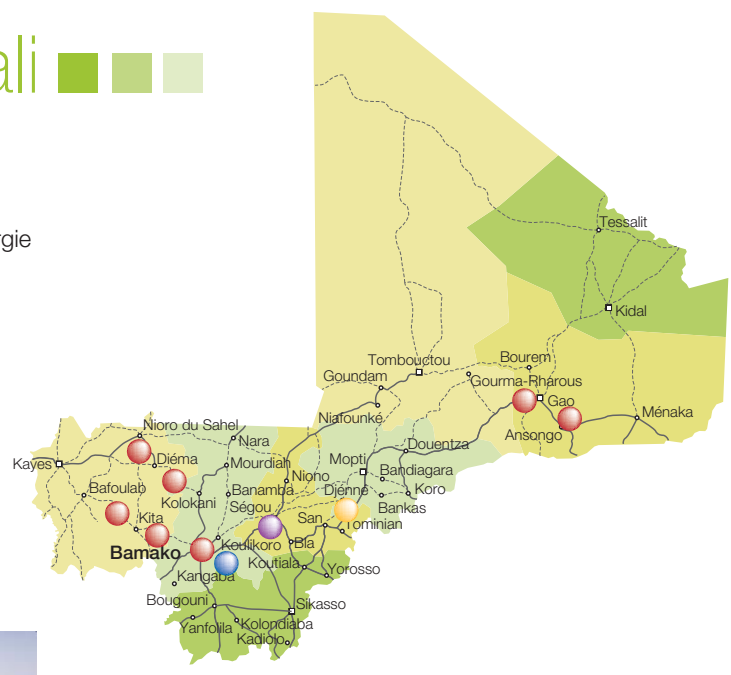 ali
rgie
Tessalit
Kidal
Tombouctou
Bourem
Goundam
Gourma-Rharous
Gao
Niafounké
Ménaka
Ansongo
Nioro du Sahel
Nara
Douentza
Kayes
Diéma
Mourdiah
Mopti
Bandiagara
Bafoulab
Banamba
Niono
Djénné
Koro
Kolokani
Ségou
Bankas
Kita
San
Tominian
Bamako
Koulikoro
Bla
Kangaba
Koutiala
Yorosso
Bougouni
Sikasso
Yanfolila
Kolondiaba
Kadiolo